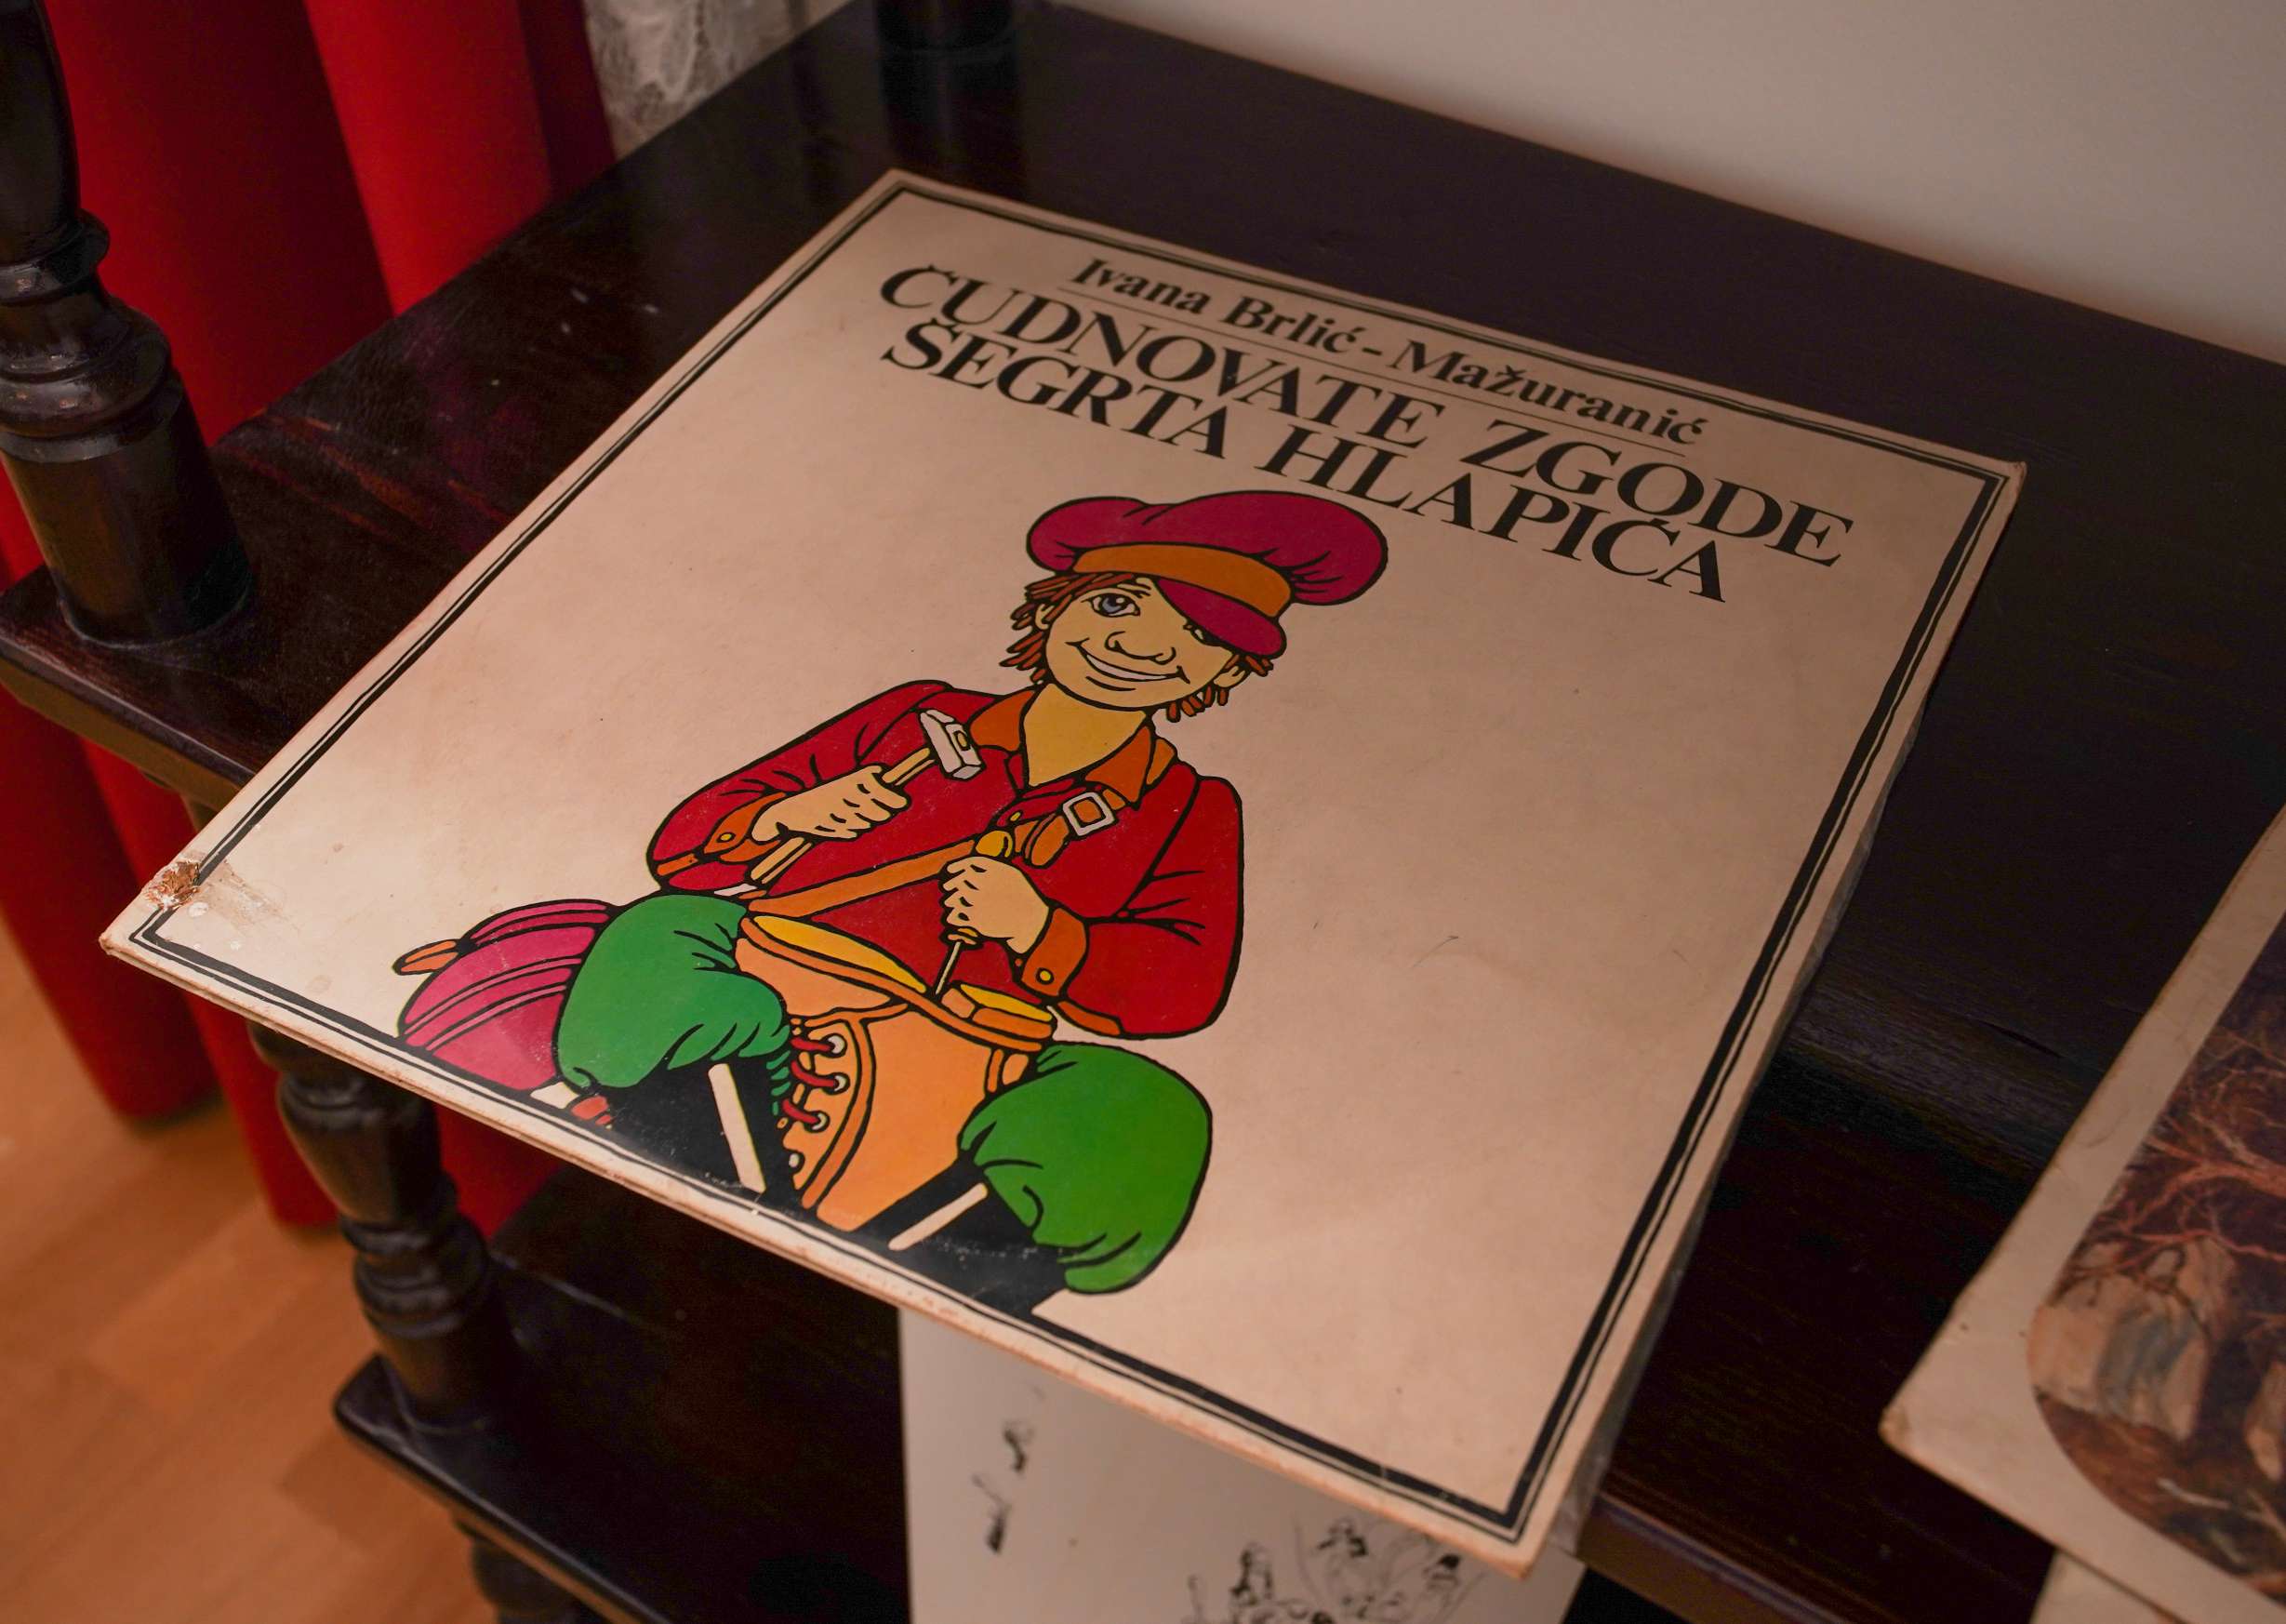 Ivana Brlić-Mažuranić
ČUDNOVATE ZGODE
ŠEGRTA HLAPIĆA